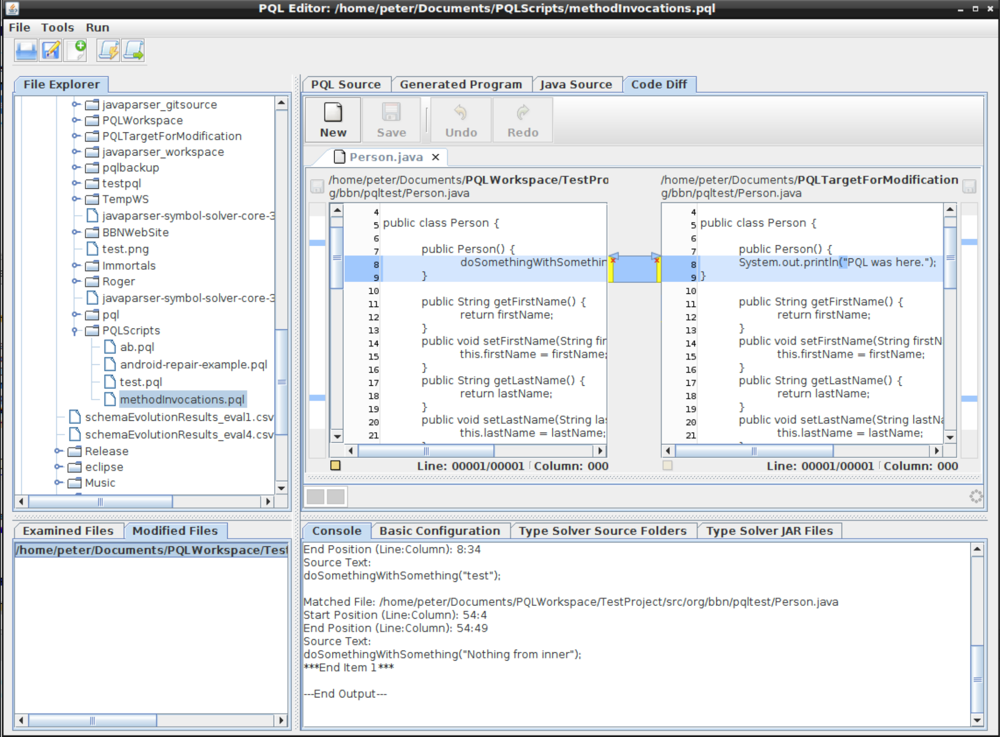 PQL Editor: /home/peter/Documents/PQLScripts/methodInvocations.pql
File Tools Run
File Explorer
javaparser_gitsource
PQLWorkspace
PQLTargetForModification
javaparser_workspace
pqlbackup
testpql
TempWS
javaparser-symbol-solver-core-3
BBNWebSite
test.png
Immortals
Roger
javaparser-symbol-solver-core-3
pql
PQLScripts
ab.pql
android-repair-example.pql
test.pql
methodInvocations.pql
schemaEvolutionResults_eval1.csv
schemaEvolutionResults_eval4.csv
Release
eclipse
Music
PQL Source Generated Program Java Source Code Diff
New Save Undo Redo
Person.java
/home/peter/Documents/PQLWorkspace/TestPro
g/bbn/pqltest/Person.java
4
5 public class Person {
6
7 public Person() {
8 doSomethingWithSomethin
9 }
10
11 public String getFirstName() {
12 return firstName;
13 }
14 public void setFirstName(String fir
15 this.firstName = firstName;
16 }
17 public String getLastName() {
18 return lastName;
19 }
20 public void setLastName(String las
21 this.lastName = lastName;
Line: 00001/00001 Column: 000
/home/peter/Documents/PQLTargetForModification
g/bbn/pqltest/Person.java
4
5 public class Person {
6
7 public Person() {
8 System.out.println("PQL was here.");
9 }
10
11 public String getFirstName() {
12 return firstName;
13 }
14 public void setFirstName(String firstN
15 this.firstName = firstName;
16 }
17 public String getLastName() {
18 return lastName;
19 }
20 public void setLastName(String lastNa
21 this.lastName = lastName;
Line: 00001/00001 Column: 000
Examined Files Modified Files
/home/peter/Documents/PQLWorkspace/Test
Console Basic Configuration Type Solver Source Folders Type Solver JAR Files
End Position (Line:Column): 8:34
Source Text:
doSomethingWithSomething("test");
Matched File: /home/peter/Documents/PQLWorkspace/TestProject/src/org/bbn/pqltest/Person.java
Start Position (Line:Column): 54:4
End Position (Line:Column): 54:49
Source Text:
doSomethingWithSomething("Nothing from inner");
***End Item 1***
---End Output---